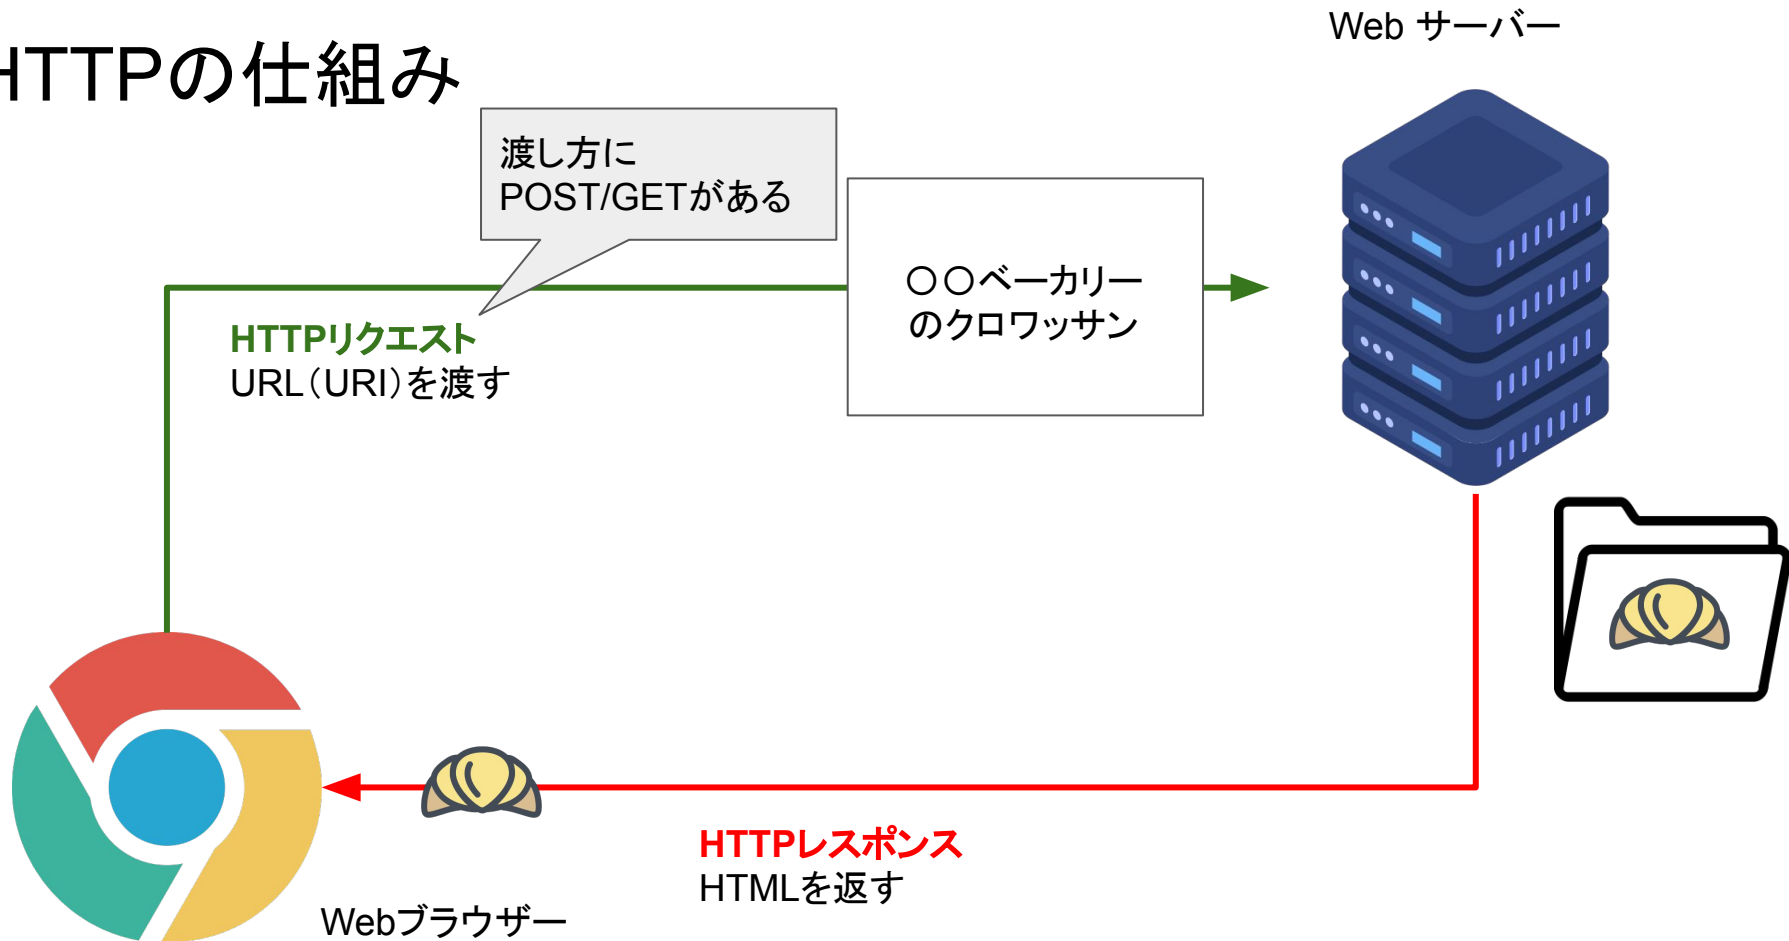 HTTPの仕組み
Web サーバー
渡し方に
POST/GETがある
〇〇ベーカリー
のクロワッサン
HTTPリクエスト
URL（URI）を渡す
HTTPレスポンス
HTMLを返す
Webブラウザー